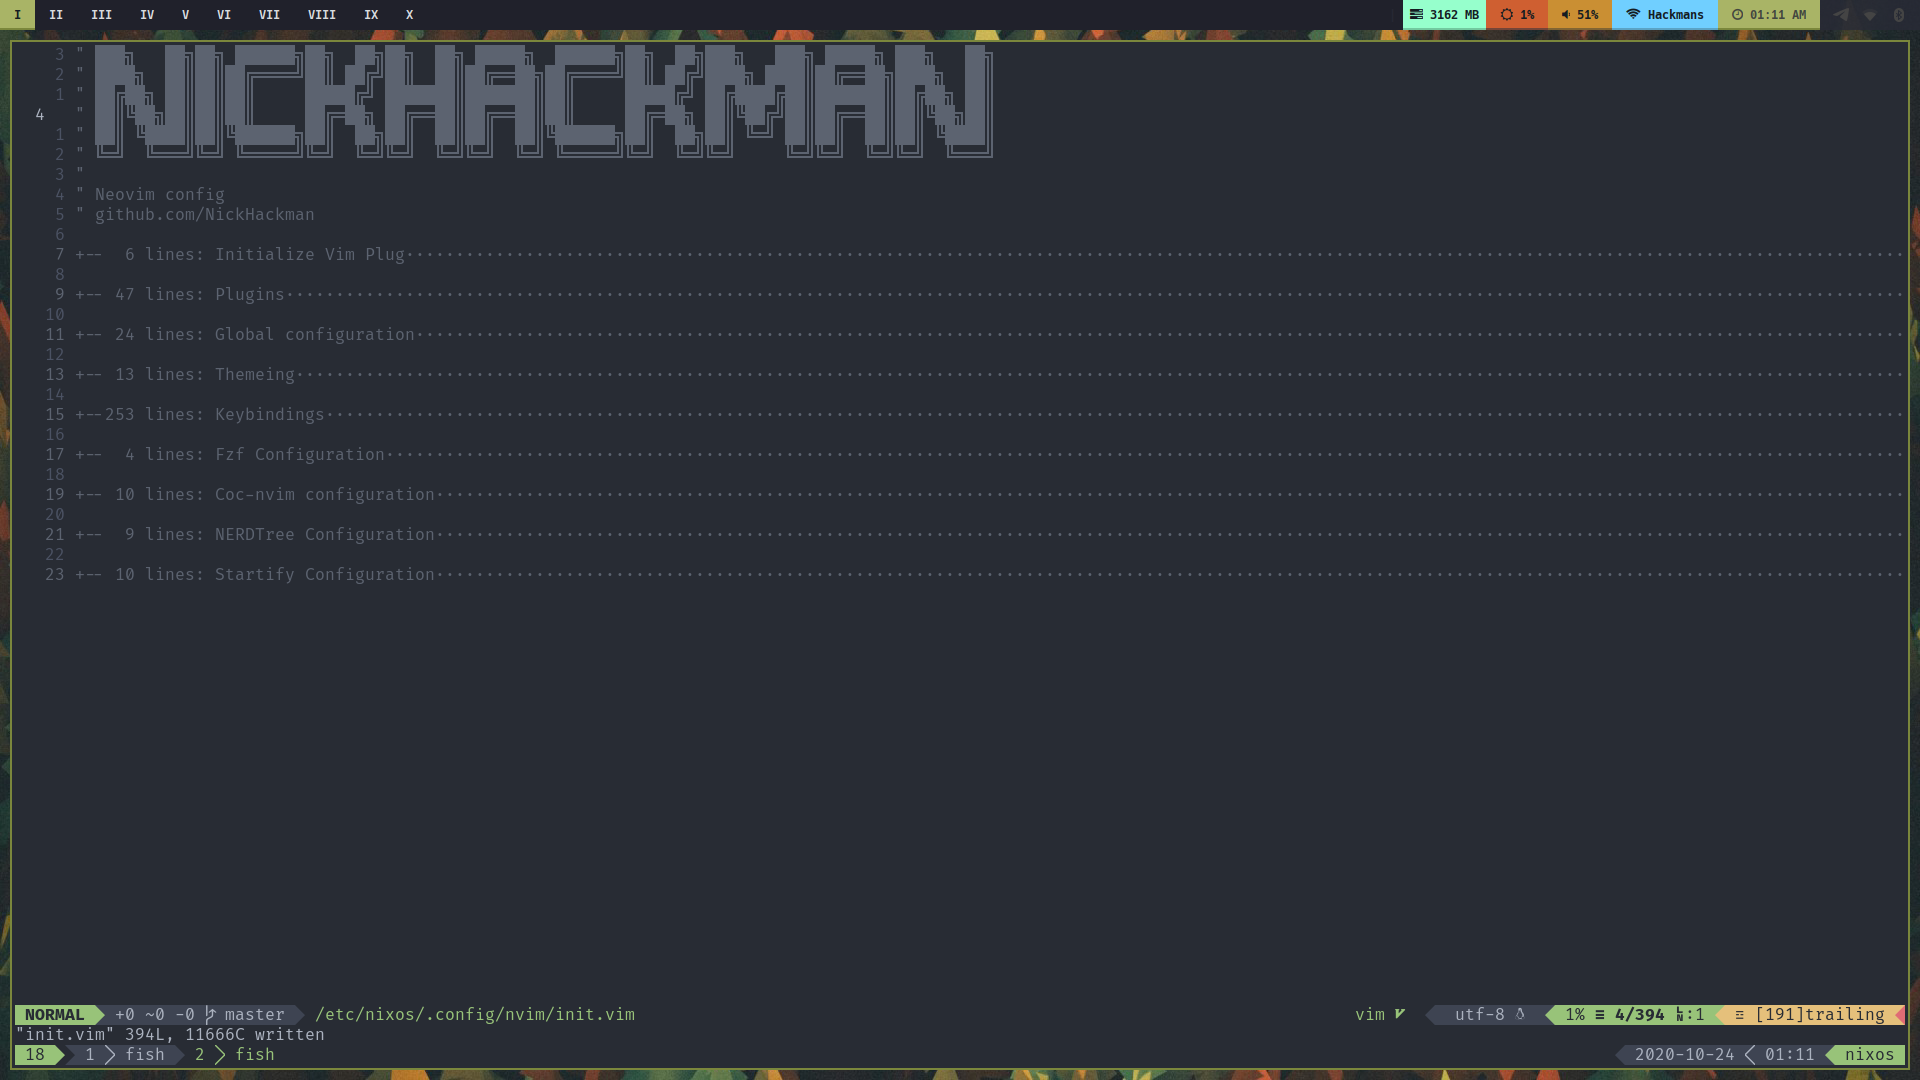 I II III IV V VI VII VIII IX X 3162 MB 1% 51% Hackmans 01:11 AM
3 " NICKHACKMAN
2 "
1 "
4 "
1 "
2 "
3 "
4 " Neovim config
5 " github.com/NickHackman
6
7 +-- 6 lines: Initialize Vim Plug
8
9 +-- 47 lines: Plugins
10
11 +-- 24 lines: Global configuration
12
13 +-- 13 lines: Themeing
14
15 +--253 lines: Keybindings
16
17 +-- 4 lines: Fzf Configuration
18
19 +-- 10 lines: Coc-nvim configuration
20
21 +-- 9 lines: NERDTree Configuration
22
23 +-- 10 lines: Startify Configuration
NORMAL +0 ~0 -0 master /etc/nixos/.config/nvim/init.vim vim utf-8 1% ≡ 4/394 LN:1 [191]trailing
"init.vim" 394L, 11666C written
18 1 fish 2 fish 2020-10-24 01:11 nixos